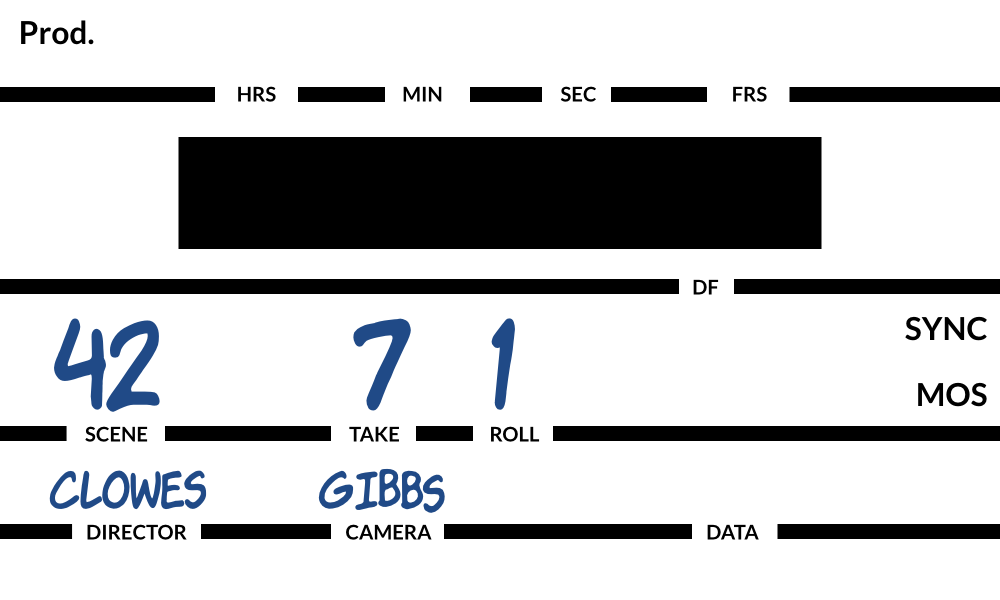 Prod.
HRS MIN SEC FRS
DF
SYNC
42 7 1
MOS
SCENE TAKE ROLL
CLOWES GIBBS
DIRECTOR CAMERA DATA